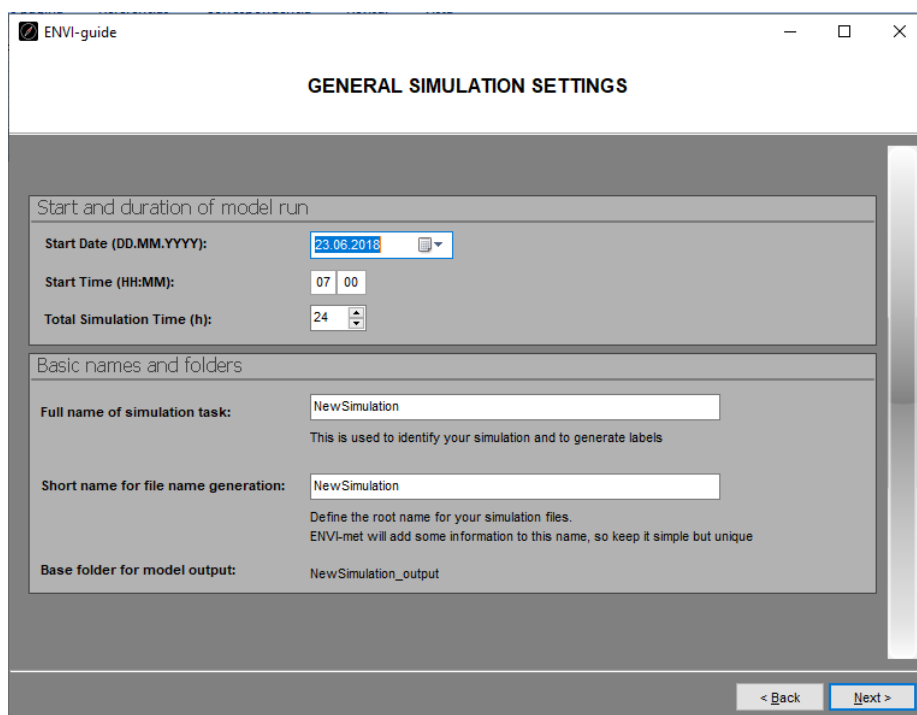 ENVI-guide
GENERAL SIMULATION SETTINGS
Start and duration of model run
Start Date (DD.MM.YYYY): 23.06.2018
Start Time (HH:MM): 07 00
Total Simulation Time (h): 24
Basic names and folders
Full name of simulation task: NewSimulation
This is used to identify your simulation and to generate labels
Short name for file name generation: NewSimulation
Define the root name for your simulation files.
ENVI-met will add some information to this name, so keep it simple but unique
Base folder for model output: NewSimulation_output
< Back Next >